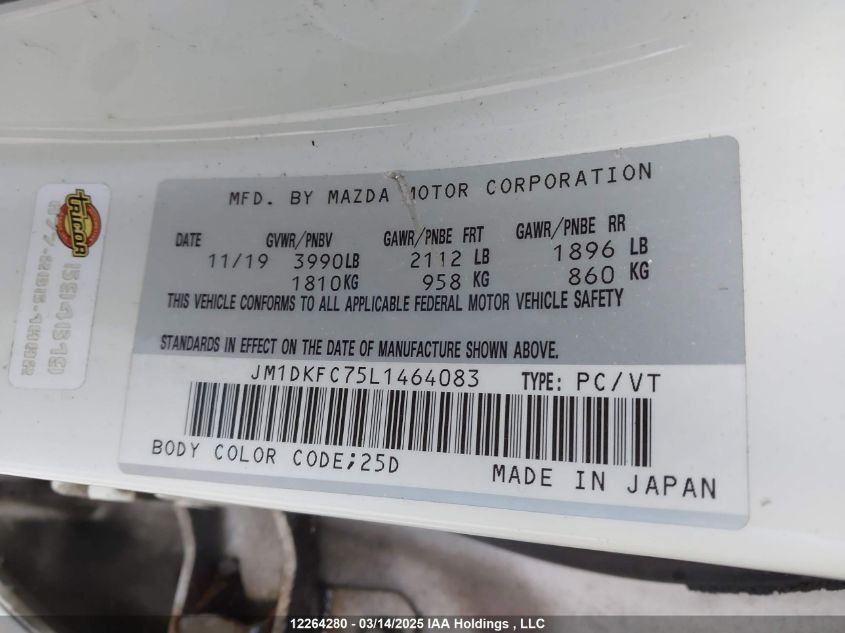 MFD. BY MAZDA MOTOR CORPORATION
DATE GVWR/PNBV GAWR/PNBE FRT GAWR/PNBE RR
11/19 3990LB 2112 LB 1896 LB
1810KG 958 KG 860 KG
THIS VEHICLE CONFORMS TO ALL APPLICABLE FEDERAL MOTOR VEHICLE SAFETY
STANDARDS IN EFFECT ON THE DATE OF MANUFACTURE SHOWN ABOVE.
JM1DKFC75L1464083 TYPE: PC/VT
BODY COLOR CODE;25D
MADE IN JAPAN
TRICOR
12264280 - 03/14/2025 IAA Holdings , LLC